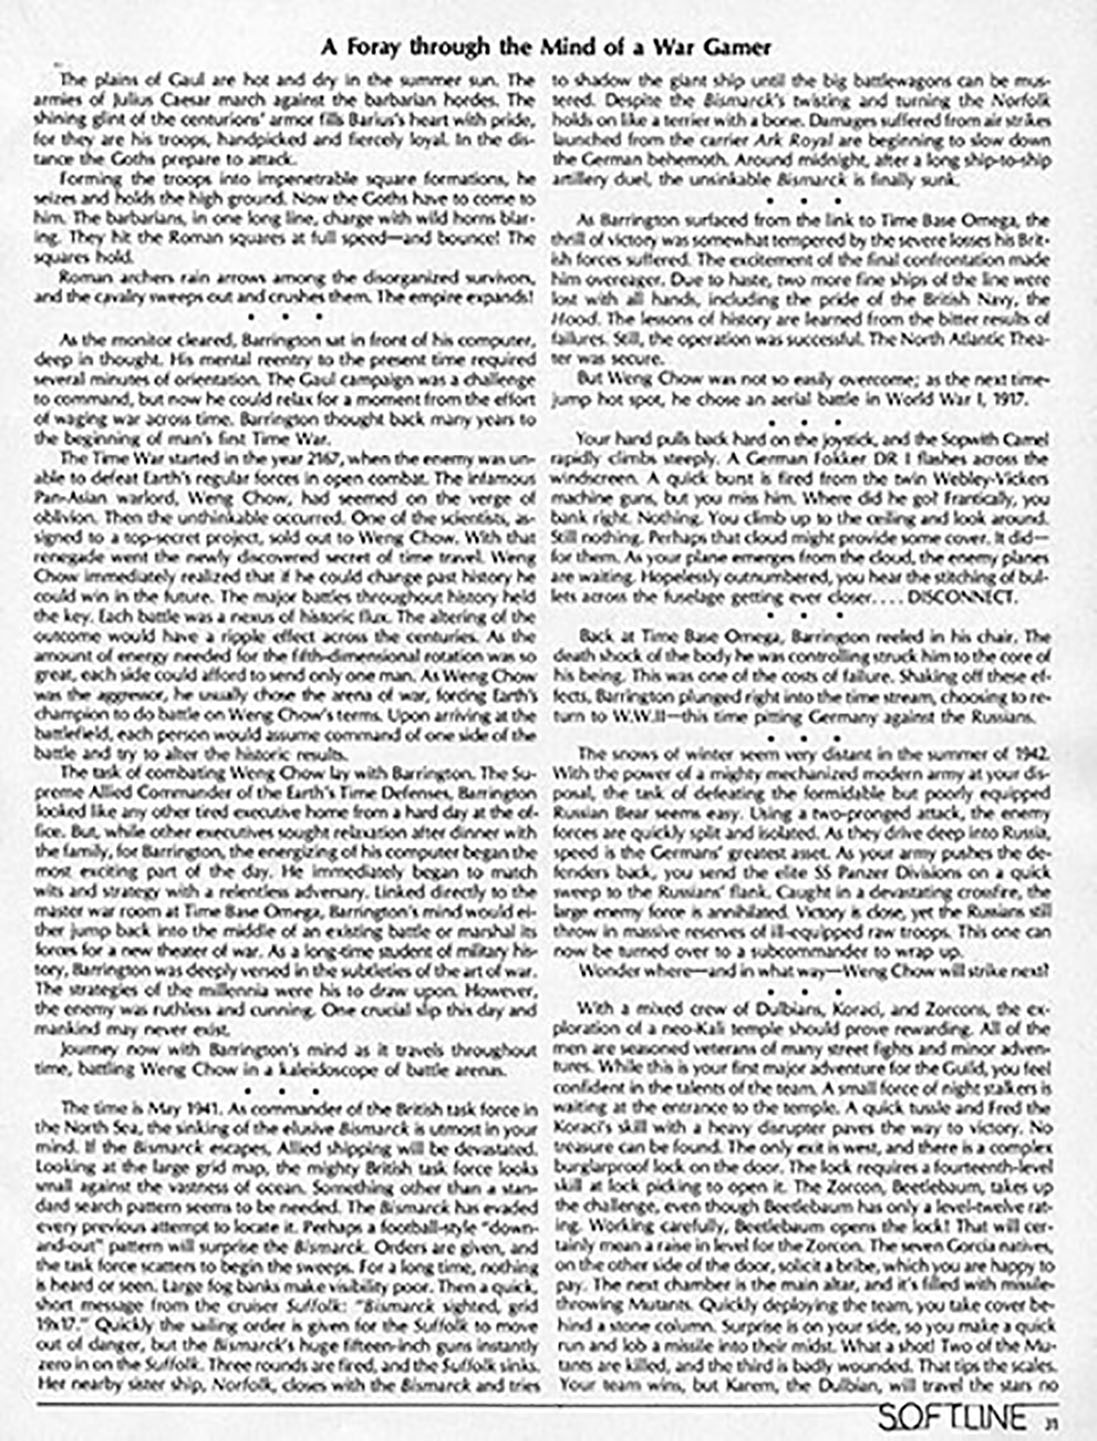 A Foray through the Mind of a War Gamer
The plains of Gaul are hot and dry in the summer sun. The
armies of Julius Caesar march against the barbarian hordes. The
shining glint of the centurions' armor fills Barius's heart with pride,
for they are his troops, handpicked and fiercely loyal. In the dis-
tance the Goths prepare to attack.
Forming the troops into impenetrable square formations, he
seizes and holds the high ground. Now the Goths have to come to
him. The barbarians, in one long line, charge with wild horns blar-
ing. They hit the Roman squares at full speed—and bounce! The
squares hold.
Roman archers rain arrows among the disorganized survivors,
and the cavalry sweeps out and crushes them. The empire expands!
• • •
As the monitor cleared, Barrington sat in front of his computer,
deep in thought. His mental reentry to the present time required
several minutes of orientation. The Gaul campaign was a challenge
to command, but now he could relax for a moment from the effort
of waging war across time. Barrington thought back many years to
the beginning of man's first Time War.
The Time War started in the year 2167, when the enemy was un-
able to defeat Earth's regular forces in open combat. The infamous
Pan-Asian warlord, Weng Chow, had seemed on the verge of
oblivion. Then the unthinkable occurred. One of the scientists, as-
signed to a top-secret project, sold out to Weng Chow. With that
renegade went the newly discovered secret of time travel. Weng
Chow immediately realized that if he could change past history he
could win in the future. The major battles throughout history held
the key. Each battle was a nexus of historic flux. The altering of the
outcome would have a ripple effect across the centuries. As the
amount of energy needed for the fifth-dimensional rotation was so
great, each side could afford to send only one man. As Weng Chow
was the aggressor, he usually chose the arena of war, forcing Earth's
champion to do battle on Weng Chow's terms. Upon arriving at the
battlefield, each person would assume command of one side of the
battle and try to alter the historic results.
The task of combating Weng Chow lay with Barrington. The Su-
preme Allied Commander of the Earth's Time Defenses, Barrington
looked like any other tired executive home from a hard day at the of-
fice. But, while other executives sought relaxation after dinner with
the family, for Barrington, the energizing of his computer began the
most exciting part of the day. He immediately began to match
wits and strategy with a relentless adversary. Linked directly to the
master war room at Time Base Omega, Barrington's mind would ei-
ther jump back into the middle of an existing battle or marshal its
forces for a new theater of war. As a long-time student of military his-
tory, Barrington was deeply versed in the subtleties of the art of war.
The strategies of the millennia were his to draw upon. However,
the enemy was ruthless and cunning. One crucial slip this day and
mankind may never exist.
Journey now with Barrington's mind as it travels throughout
time, battling Weng Chow in a kaleidoscope of battle arenas.
• • •
The time is May 1941. As commander of the British task force in
the North Sea, the sinking of the elusive Bismarck is utmost in your
mind. If the Bismarck escapes, Allied shipping will be devastated.
Looking at the large grid map, the mighty British task force looks
small against the vastness of ocean. Something other than a stan-
dard search pattern seems to be needed. The Bismarck has evaded
every previous attempt to locate it. Perhaps a football-style "down-
and-out" pattern will surprise the Bismarck. Orders are given, and
the task force scatters to begin the sweeps. For a long time, nothing
is heard or seen. Large fog banks make visibility poor. Then a quick,
short message from the cruiser Suffolk: "Bismarck sighted, grid
19x17." Quickly the sailing order is given for the Suffolk to move
out of danger, but the Bismarck's huge fifteen-inch guns instantly
zero in on the Suffolk. Three rounds are fired, and the Suffolk sinks.
Her nearby sister ship, Norfolk, closes with the Bismarck and tries
to shadow the giant ship until the big battlewagons can be mus-
tered. Despite the Bismarck's twisting and turning the Norfolk
holds on like a terrier with a bone. Damages suffered from air strikes
launched from the carrier Ark Royal are beginning to slow down
the German behemoth. Around midnight, after a long ship-to-ship
artillery duel, the unsinkable Bismarck is finally sunk.
• • •
As Barrington surfaced from the link to Time Base Omega, the
thrill of victory was somewhat tempered by the severe losses his Brit-
ish forces suffered. The excitement of the final confrontation made
him overeager. Due to haste, two more fine ships of the line were
lost with all hands, including the pride of the British Navy, the
Hood. The lessons of history are learned from the bitter results of
failures. Still, the operation was successful. The North Atlantic Thea-
ter was secure.
But Weng Chow was not so easily overcome; as the next time-
jump hot spot, he chose an aerial battle in World War I, 1917.
• • •
Your hand pulls back hard on the joystick, and the Sopwith Camel
rapidly climbs steeply. A German Fokker DR I flashes across the
windscreen. A quick burst is fired from the twin Webley-Vickers
machine guns, but you miss him. Where did he go? Frantically, you
bank right. Nothing. You climb up to the ceiling and look around.
Still nothing. Perhaps that cloud might provide some cover. It did—
for them. As your plane emerges from the cloud, the enemy planes
are waiting. Hopelessly outnumbered, you hear the stitching of bul-
lets across the fuselage getting ever closer.... DISCONNECT.
• • •
Back at Time Base Omega, Barrington reeled in his chair. The
death shock of the body he was controlling struck him to the core of
his being. This was one of the costs of failure. Shaking off these ef-
fects, Barrington plunged right into the time stream, choosing to re-
turn to W.W.II—this time pitting Germany against the Russians.
• • •
The snows of winter seem very distant in the summer of 1942.
With the power of a mighty mechanized modern army at your dis-
posal, the task of defeating the formidable but poorly equipped
Russian Bear seems easy. Using a two-pronged attack, the enemy
forces are quickly split and isolated. As they drive deep into Russia,
speed is the Germans' greatest asset. As your army pushes the de-
fenders back, you send the elite SS Panzer Divisions on a quick
sweep to the Russians' flank. Caught in a devastating crossfire, the
large enemy force is annihilated. Victory is close, yet the Russians still
throw in massive reserves of ill-equipped raw troops. This one can
now be turned over to a subcommander to wrap up.
Wonder where—and in what way—Weng Chow will strike next?
• • •
With a mixed crew of Dulbians, Koraci, and Zorcons, the ex-
ploration of a neo-Kali temple should prove rewarding. All of the
men are seasoned veterans of many street fights and minor adven-
tures. While this is your first major adventure for the Guild, you feel
confident in the talents of the team. A small force of night stalkers is
waiting at the entrance to the temple. A quick tussle and Fred the
Koraci's skill with a heavy disrupter paves the way to victory. No
treasure can be found. The only exit is west, and there is a complex
burglarproof lock on the door. The lock requires a fourteenth-level
skill at lock picking to open it. The Zorcon, Beetlebaum, takes up
the challenge, even though Beetlebaum has only a level-twelve rat-
ing. Working carefully, Beetlebaum opens the lock! That will cer-
tainly mean a raise in level for the Zorcon. The seven Gorcia natives,
on the other side of the door, solicit a bribe, which you are happy to
pay. The next chamber is the main altar, and it's filled with missile-
throwing Mutants. Quickly deploying the team, you take cover be-
hind a stone column. Surprise is on your side, so you make a quick
run and lob a missile into their midst. What a shot! Two of the Mu-
tants are killed, and the third is badly wounded. That tips the scales.
Your team wins, but Karem, the Dulbian, will travel the stars no
SOFTLINE 31